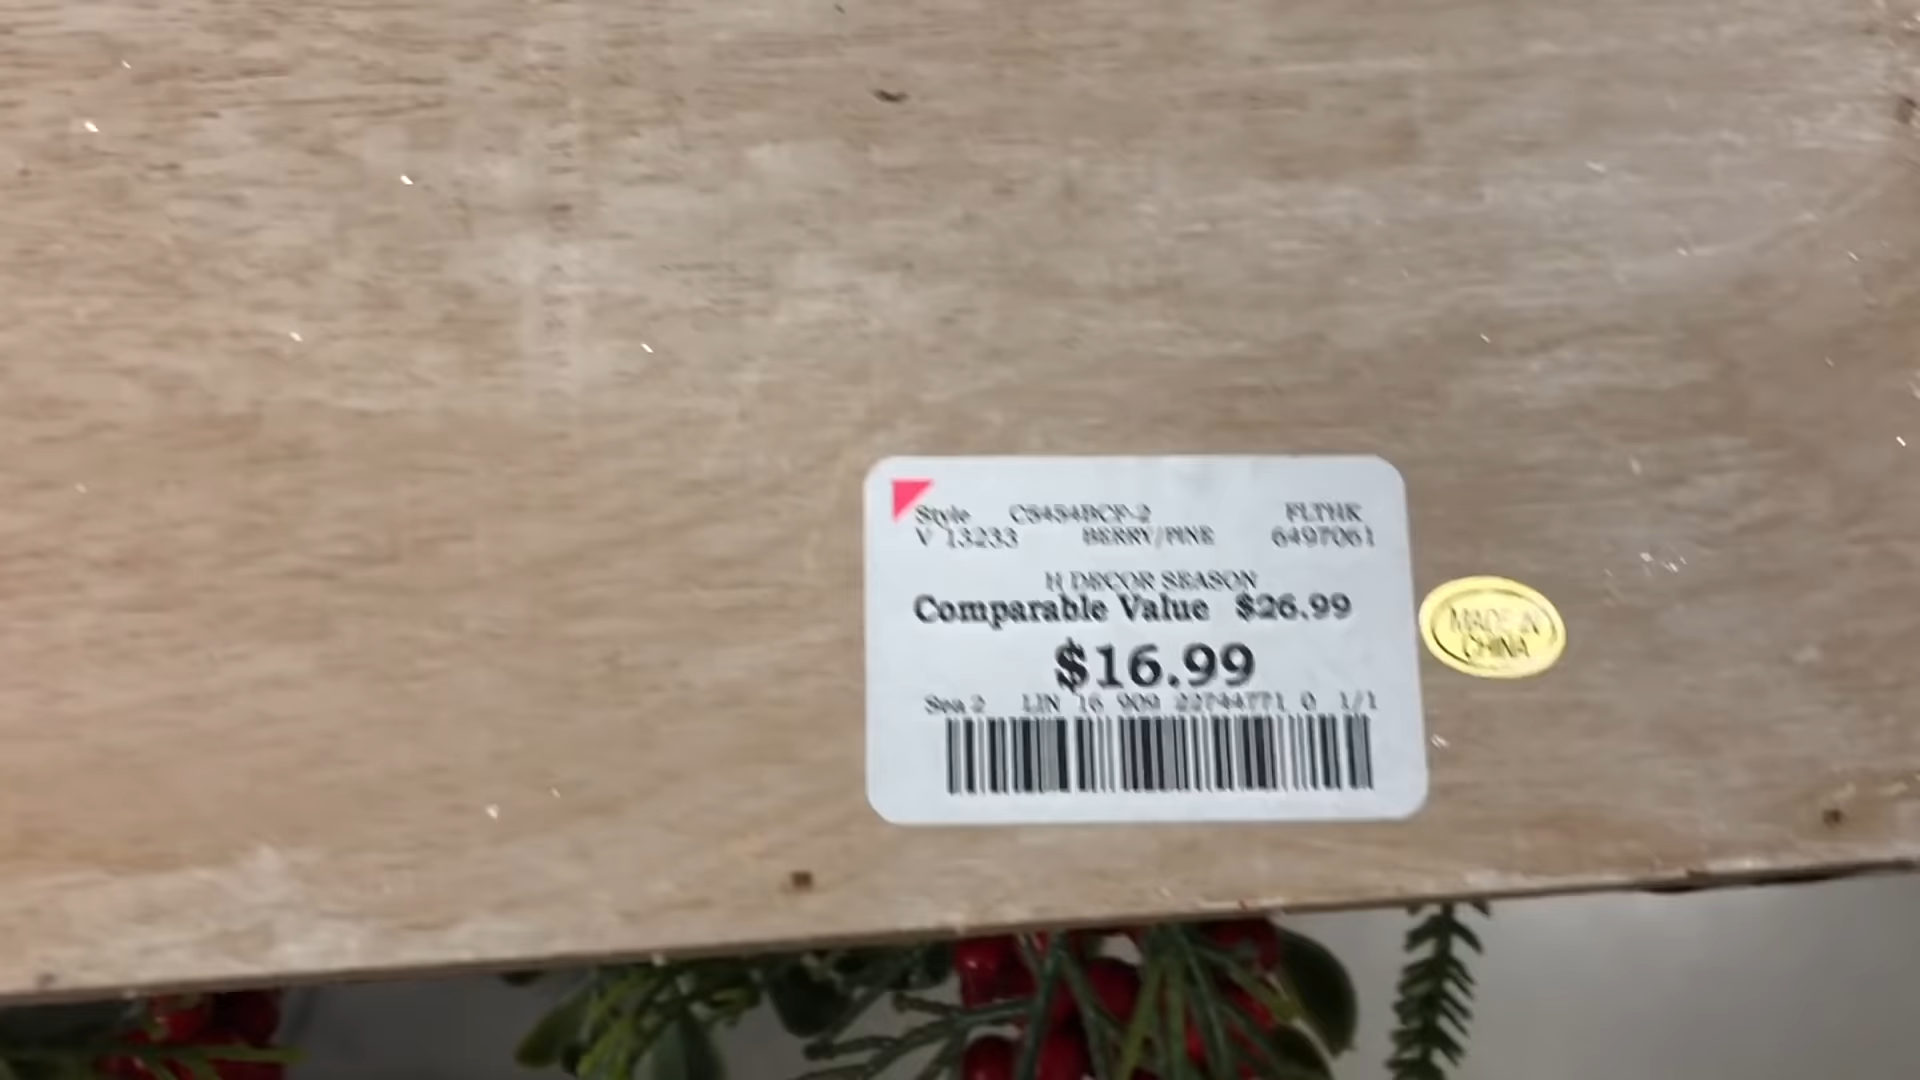 Style C5454BCP-2 FLTHK
V 13233 BERRY/PINE 6497061
H DECOR SEASON
Comparable Value $26.99
$16.99
Sea 2 LIN 16 909 22744771 0 1/1
MADE IN
CHINA